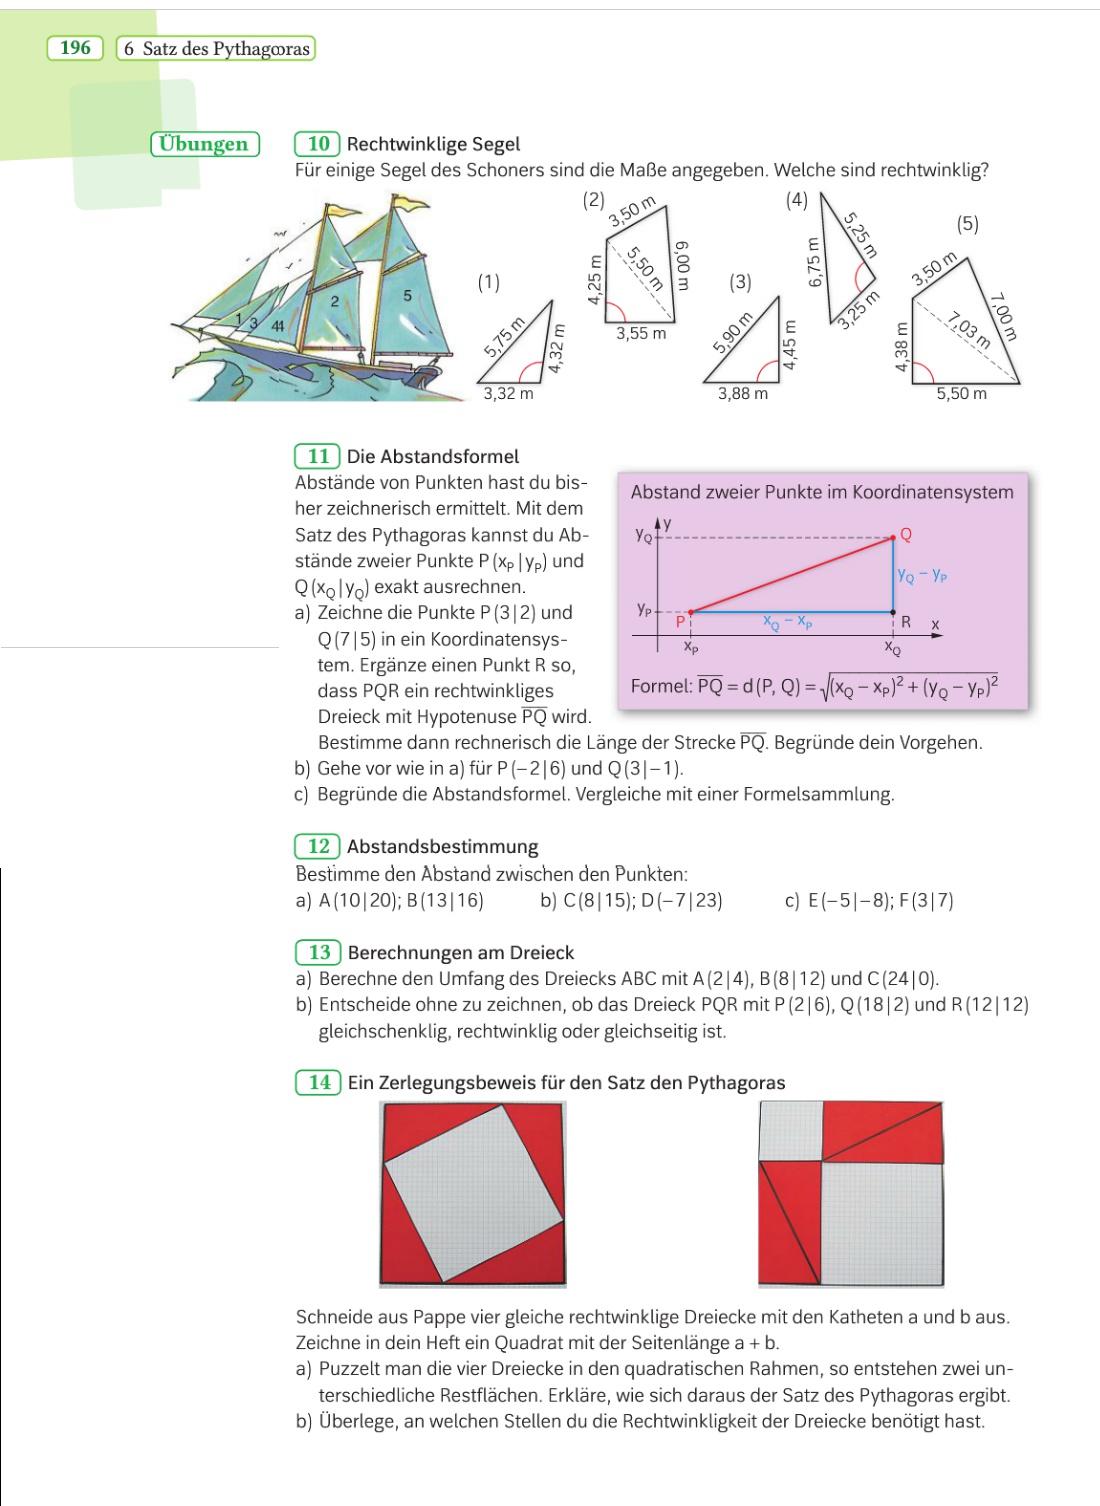 196
6 Satz des Pythagoras
Übungen
10 Rechtwinklige Segel
Für einige Segel des Schoners sind die Maße angegeben. Welche sind rechtwinklig?
1
3
44
2
5
(1)
5,75 m
4,32 m
3,32 m
(2)
3,50 m
4,25 m
5,50 m
6,00 m
3,55 m
(3)
5,90 m
4,45 m
3,88 m
(4)
6,75 m
5,25 m
3,25 m
(5)
3,50 m
4,38 m
7,03 m
7,00 m
5,50 m
11 Die Abstandsformel
Abstände von Punkten hast du bis-
her zeichnerisch ermittelt. Mit dem
Satz des Pythagoras kannst du Ab-
stände zweier Punkte P(x_P|y_P) und
Q(x_Q|y_Q) exakt ausrechnen.
a) Zeichne die Punkte P(3|2) und
Q(7|5) in ein Koordinatensys-
tem. Ergänze einen Punkt R so,
dass PQR ein rechtwinkliges
Dreieck mit Hypotenuse P̅Q̅ wird.
Bestimme dann rechnerisch die Länge der Strecke P̅Q̅. Begründe dein Vorgehen.
b) Gehe vor wie in a) für P(−2|6) und Q(3|−1).
c) Begründe die Abstandsformel. Vergleiche mit einer Formelsammlung.
Abstand zweier Punkte im Koordinatensystem
y
y_Q
Q
y_Q − y_P
y_P
P
x_Q − x_P
R
x
x_P
x_Q
Formel: P̅Q̅ = d(P, Q) = √((x_Q − x_P)² + (y_Q − y_P)²)
12 Abstandsbestimmung
Bestimme den Abstand zwischen den Punkten:
a) A(10|20); B(13|16) b) C(8|15); D(−7|23) c) E(−5|−8); F(3|7)
13 Berechnungen am Dreieck
a) Berechne den Umfang des Dreiecks ABC mit A(2|4), B(8|12) und C(24|0).
b) Entscheide ohne zu zeichnen, ob das Dreieck PQR mit P(2|6), Q(18|2) und R(12|12)
gleichschenklig, rechtwinklig oder gleichseitig ist.
14 Ein Zerlegungsbeweis für den Satz den Pythagoras
Schneide aus Pappe vier gleiche rechtwinklige Dreiecke mit den Katheten a und b aus.
Zeichne in dein Heft ein Quadrat mit der Seitenlänge a + b.
a) Puzzelt man die vier Dreiecke in den quadratischen Rahmen, so entstehen zwei un-
terschiedliche Restflächen. Erkläre, wie sich daraus der Satz des Pythagoras ergibt.
b) Überlege, an welchen Stellen du die Rechtwinkligkeit der Dreiecke benötigt hast.